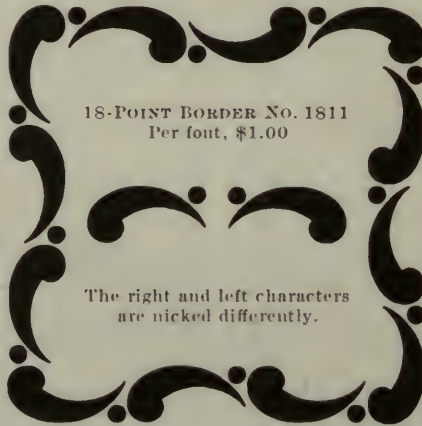 18-Point Border No. 1811
Per font, $1.00
The right and left characters
are nicked differently.